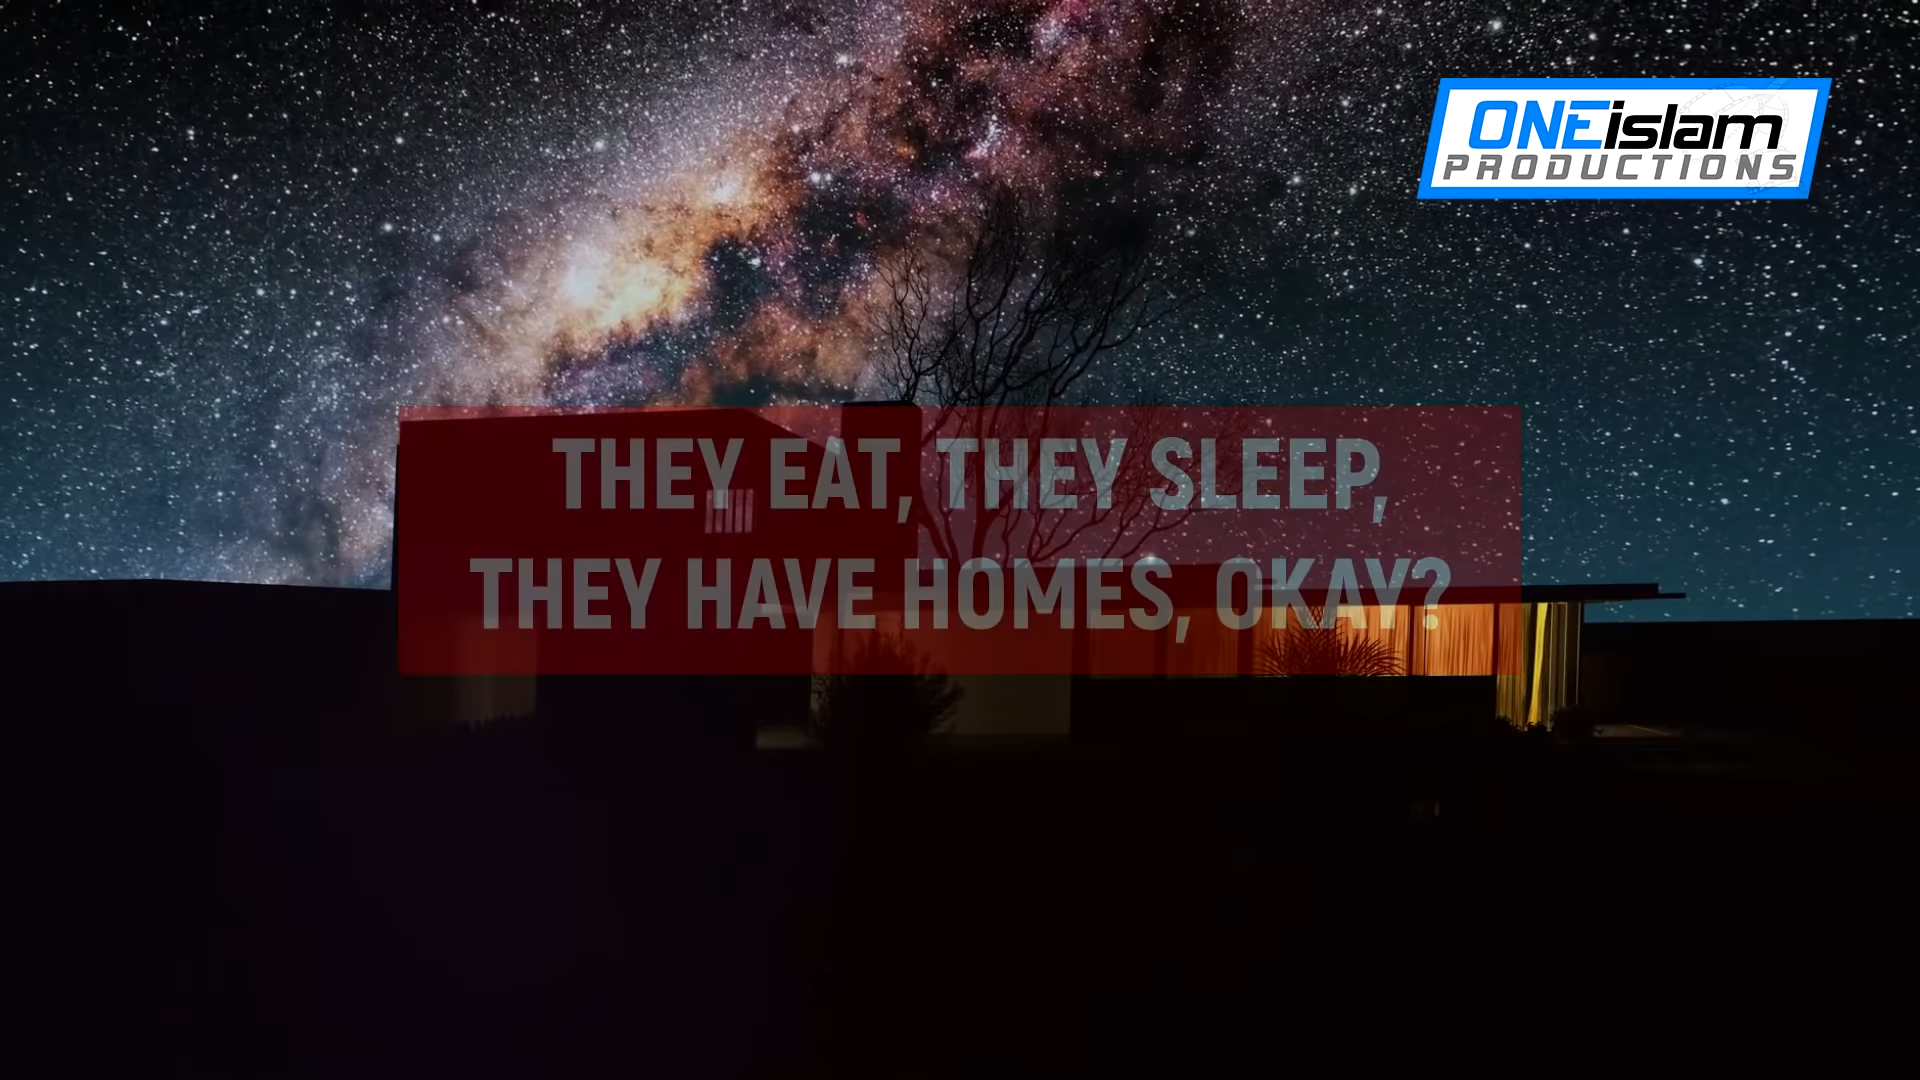 ONEislam
PRODUCTIONS
THEY EAT, THEY SLEEP,
THEY HAVE HOMES, OKAY?